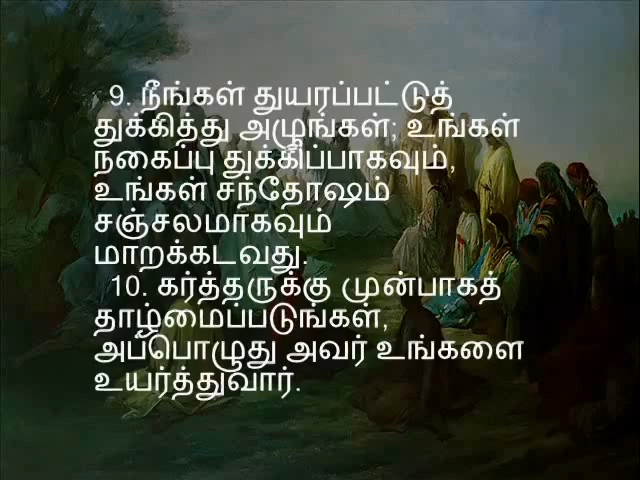 9. நீங்கள் துயரப்பட்டுத்
துக்கித்து அழுங்கள்; உங்கள்
நகைப்பு துக்கிப்பாகவும்,
உங்கள் சந்தோஷம்
சஞ்சலமாகவும்
மாறக்கடவது.
10. கர்த்தருக்கு முன்பாகத்
தாழ்மைப்படுங்கள்,
அப்பொழுது அவர் உங்களை
உயர்த்துவார்.